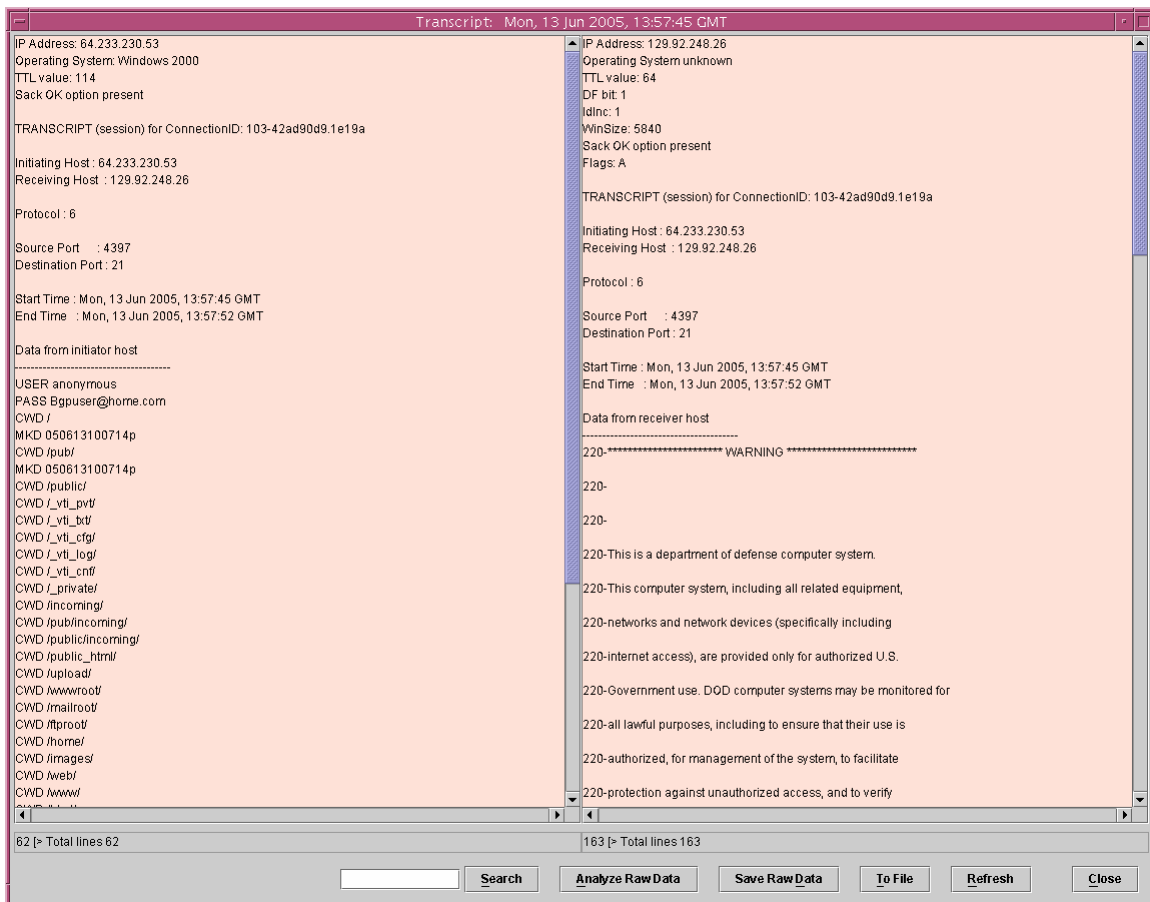 Transcript: Mon, 13 Jun 2005, 13:57:45 GMT
IP Address: 64.233.230.53
Operating System: Windows 2000
TTL value: 114
Sack OK option present
TRANSCRIPT (session) for ConnectionID: 103-42ad90d9.1e19a
Initiating Host : 64.233.230.53
Receiving Host : 129.92.248.26
Protocol : 6
Source Port : 4397
Destination Port : 21
Start Time : Mon, 13 Jun 2005, 13:57:45 GMT
End Time : Mon, 13 Jun 2005, 13:57:52 GMT
Data from initiator host
---------------------------------------
USER anonymous
PASS Bgpuser@home.com
CWD /
MKD 050613100714p
CWD /pub/
MKD 050613100714p
CWD /public/
CWD /_vti_pvt/
CWD /_vti_txt/
CWD /_vti_cfg/
CWD /_vti_log/
CWD /_vti_cnf/
CWD /_private/
CWD /incoming/
CWD /pub/incoming/
CWD /public/incoming/
CWD /public_html/
CWD /upload/
CWD /wwwroot/
CWD /mailroot/
CWD /ftproot/
CWD /home/
CWD /images/
CWD /web/
CWD /www/
62 [> Total lines 62
IP Address: 129.92.248.26
Operating System unknown
TTL value: 64
DF bit: 1
IdInc: 1
WinSize: 5840
Sack OK option present
Flags: A
TRANSCRIPT (session) for ConnectionID: 103-42ad90d9.1e19a
Initiating Host : 64.233.230.53
Receiving Host : 129.92.248.26
Protocol : 6
Source Port : 4397
Destination Port : 21
Start Time : Mon, 13 Jun 2005, 13:57:45 GMT
End Time : Mon, 13 Jun 2005, 13:57:52 GMT
Data from receiver host
---------------------------------------
220-************************ WARNING ***************************
220-
220-
220-This is a department of defense computer system.
220-This computer system, including all related equipment,
220-networks and network devices (specifically including
220-internet access), are provided only for authorized U.S.
220-Government use. DOD computer systems may be monitored for
220-all lawful purposes, including to ensure that their use is
220-authorized, for management of the system, to facilitate
220-protection against unauthorized access, and to verify
163 [> Total lines 163
Search
Analyze Raw Data
Save Raw Data
To File
Refresh
Close